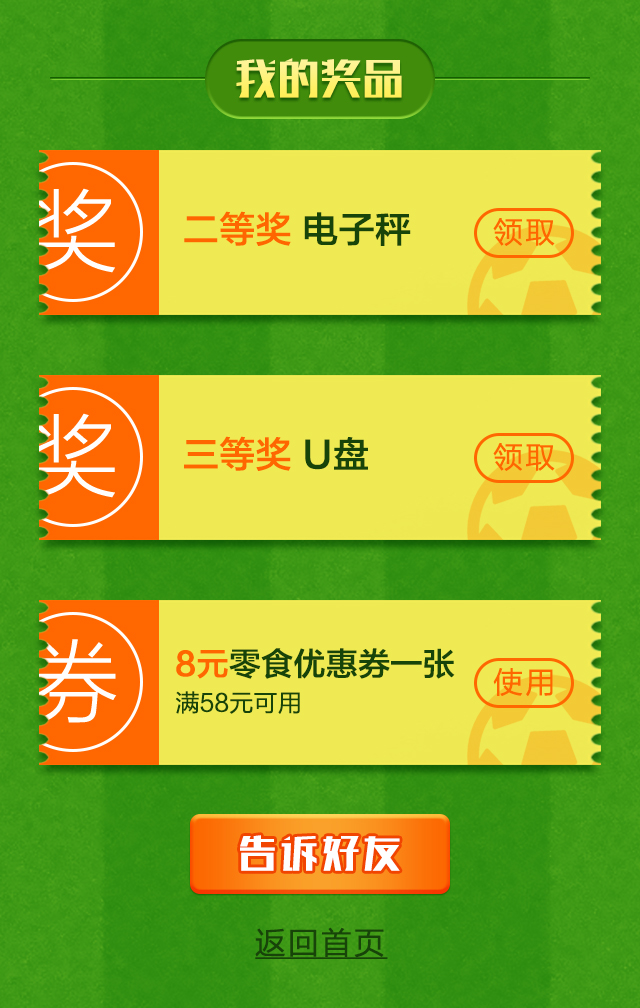 我的奖品
奖
二等奖 电子秤
领取
奖
三等奖 U盘
领取
券
8元零食优惠券一张
满58元可用
使用
告诉好友
返回首页